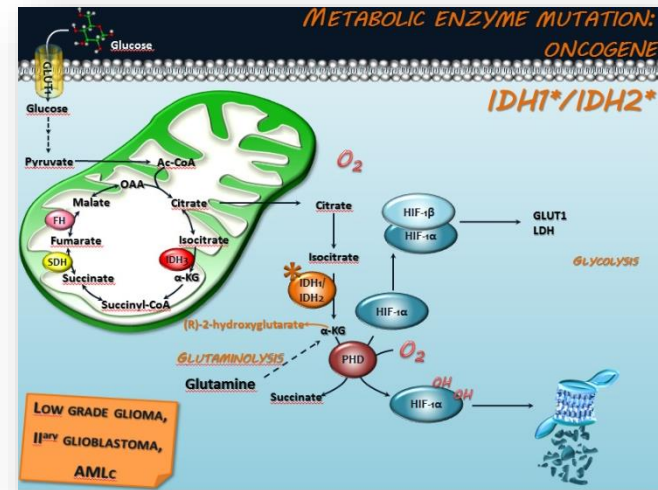 METABOLIC ENZYME MUTATION:
ONCOGENE
IDH1*/IDH2*
Glucose
GLUT1
Glucose
Pyruvate
Ac-CoA
OAA
Malate
Citrate
FH
Fumarate
Isocitrate
SDH
IDH3
Succinate
α-KG
Succinyl-CoA
O2
Citrate
Isocitrate
*
IDH1/
IDH2
(R)-2-hydroxyglutarate
α-KG
GLUTAMINOLYSIS
Glutamine
PHD
O2
Succinate
HIF-1β
HIF-1α
GLUT1
LDH
GLYCOLYSIS
HIF-1α
OH
OH
HIF-1α
LOW GRADE GLIOMA,
IIary GLIOBLASTOMA,
AMLc